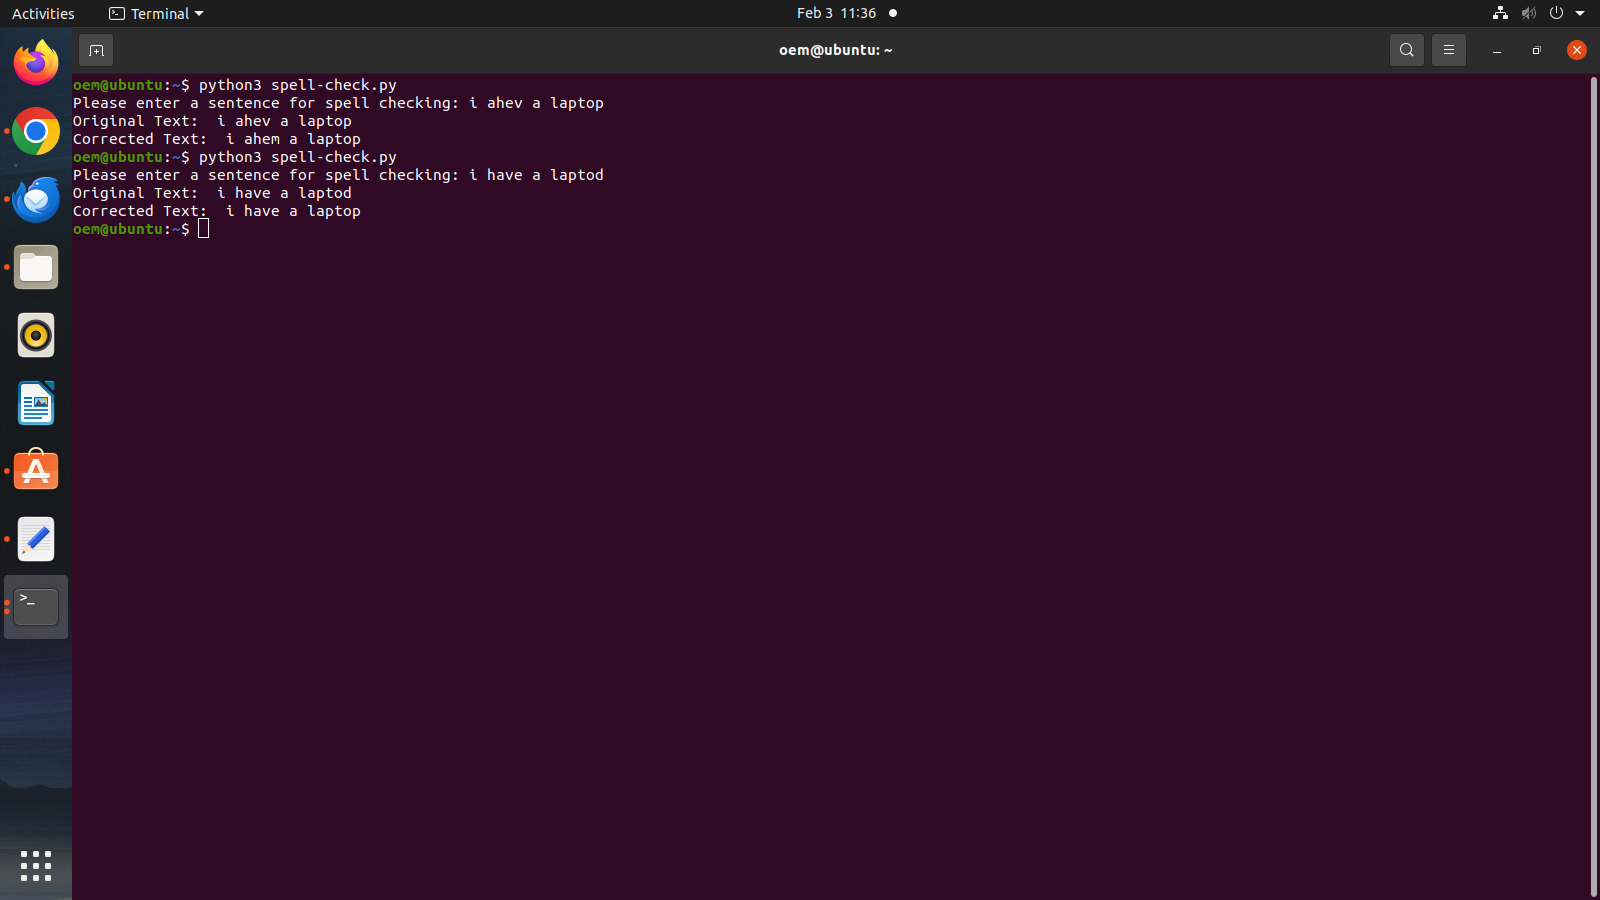 Activities
Terminal
Feb 3 11:36
oem@ubuntu: ~
oem@ubuntu:~$ python3 spell-check.py
Please enter a sentence for spell checking: i ahev a laptop
Original Text:  i ahev a laptop
Corrected Text:  i ahem a laptop
oem@ubuntu:~$ python3 spell-check.py
Please enter a sentence for spell checking: i have a laptod
Original Text:  i have a laptod
Corrected Text:  i have a laptop
oem@ubuntu:~$